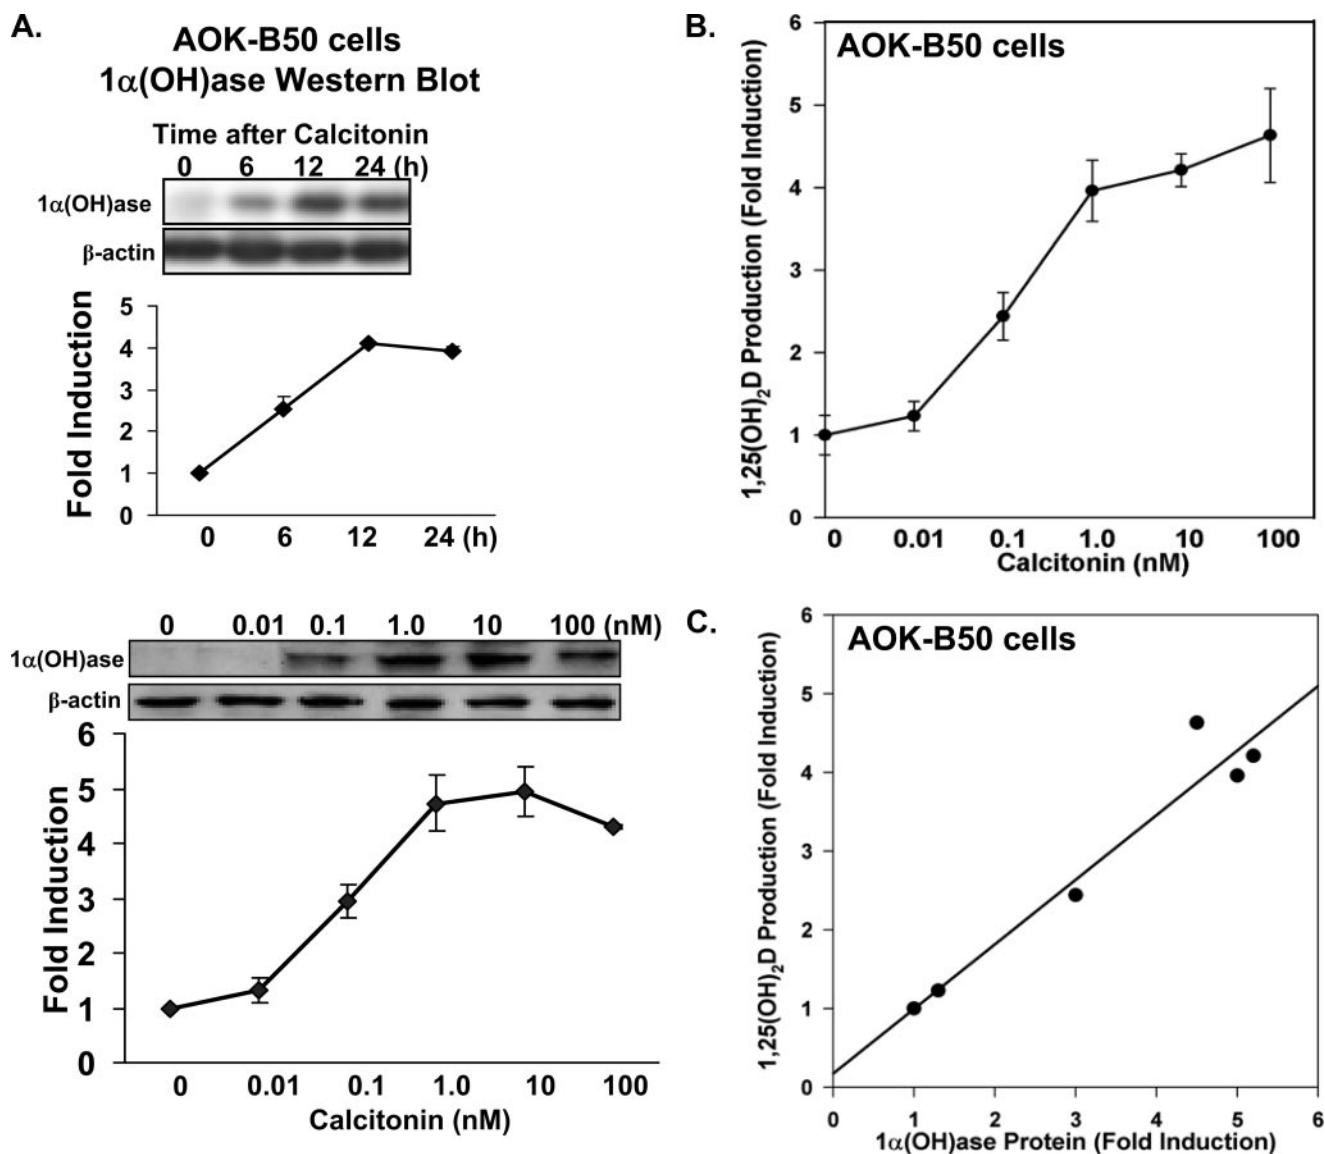 A.
AOK-B50 cells
1α(OH)ase Western Blot
Time after Calcitonin
0 6 12 24 (h)
1α(OH)ase
β-actin
Fold Induction
5
4
3
2
1
0
0 6 12 24 (h)
0 0.01 0.1 1.0 10 100 (nM)
1α(OH)ase
β-actin
Fold Induction
6
5
4
3
2
1
0
0 0.01 0.1 1.0 10 100
Calcitonin (nM)
B.
AOK-B50 cells
1,25(OH)₂D Production (Fold Induction)
6
5
4
3
2
1
0
0 0.01 0.1 1.0 10 100
Calcitonin (nM)
C.
AOK-B50 cells
1,25(OH)₂D Production (Fold Induction)
6
5
4
3
2
1
0
0 1 2 3 4 5 6
1α(OH)ase Protein (Fold Induction)